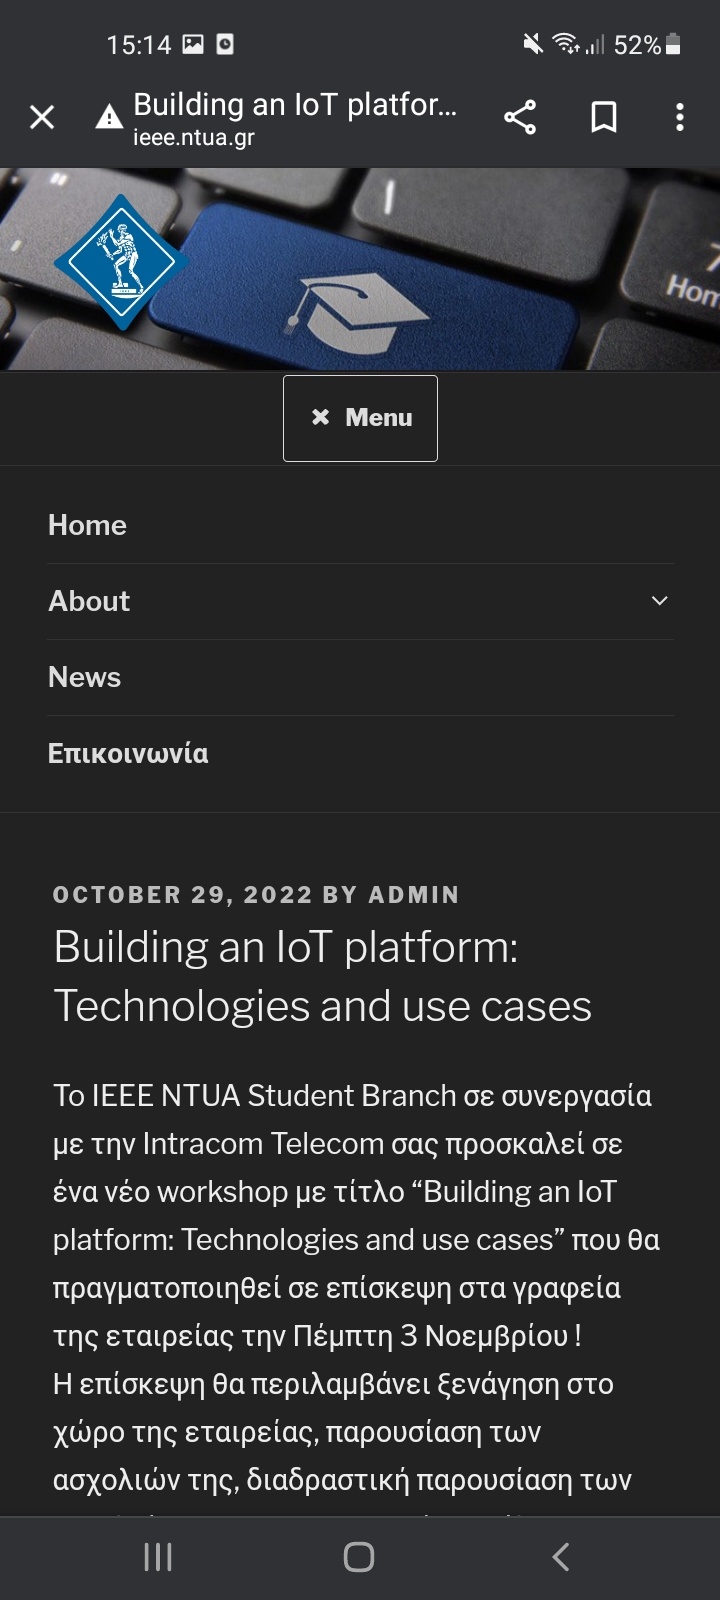 15:14
52%
Building an IoT platfor...
ieee.ntua.gr
7
Hom
Menu
Home
About
News
Επικοινωνία
OCTOBER 29, 2022 BY ADMIN
Building an IoT platform:
Technologies and use cases
Το IEEE NTUA Student Branch σε συνεργασία
με την Intracom Telecom σας προσκαλεί σε
ένα νέο workshop με τίτλο “Building an IoT
platform: Technologies and use cases” που θα
πραγματοποιηθεί σε επίσκεψη στα γραφεία
της εταιρείας την Πέμπτη 3 Νοεμβρίου !
Η επίσκεψη θα περιλαμβάνει ξενάγηση στο
χώρο της εταιρείας, παρουσίαση των
ασχολιών της, διαδραστική παρουσίαση των